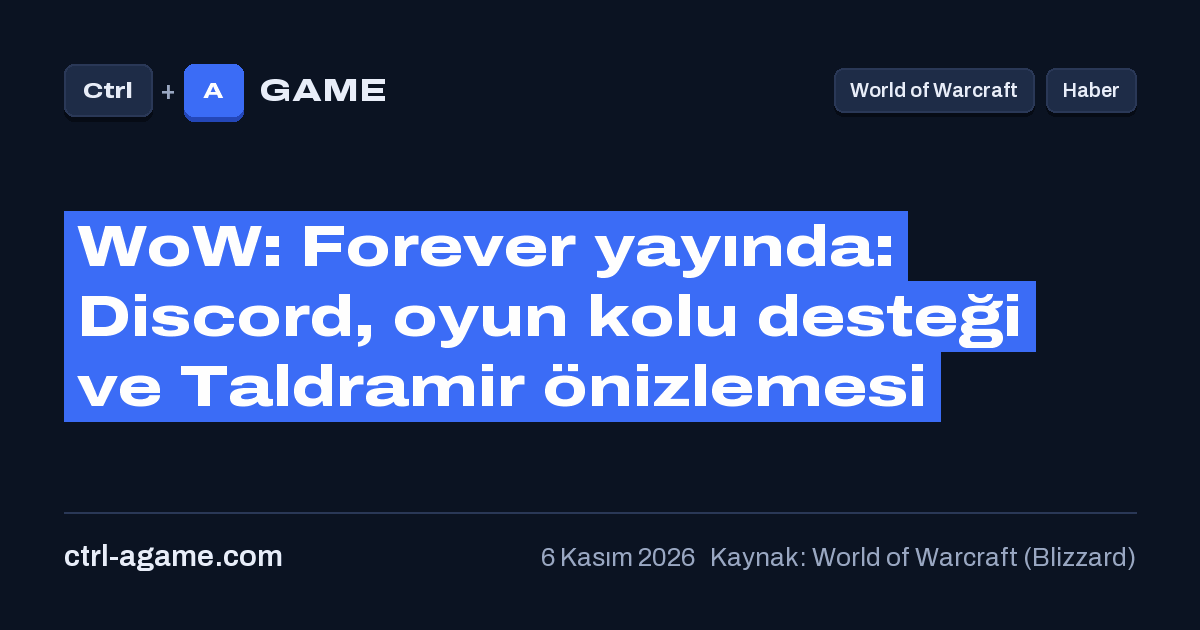 Ctrl + A GAME
World of Warcraft Haber
WoW: Forever yayında:
Discord, oyun kolu desteği
ve Taldramir önizlemesi
ctrl-agame.com
6 Kasım 2026 Kaynak: World of Warcraft (Blizzard)